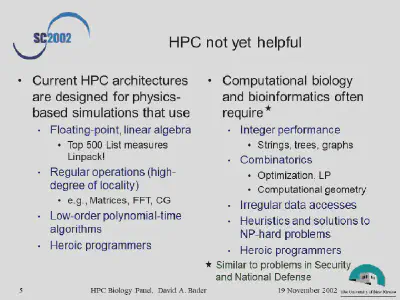 SC2002
HPC not yet helpful
• Current HPC architectures
are designed for physics-
based simulations that use
• Floating-point, linear algebra
• Top 500 List measures
Linpack!
• Regular operations (high-
degree of locality)
• e.g., Matrices, FFT, CG
• Low-order polynomial-time
algorithms
• Heroic programmers
• Computational biology
and bioinformatics often
require★
• Integer performance
• Strings, trees, graphs
• Combinatorics
• Optimization, LP
• Computational geometry
• Irregular data accesses
• Heuristics and solutions to
NP-hard problems
• Heroic programmers
★ Similar to problems in Security
and National Defense
5 HPC Biology Panel, David A. Bader 19 November 2002
The University of New Mexico